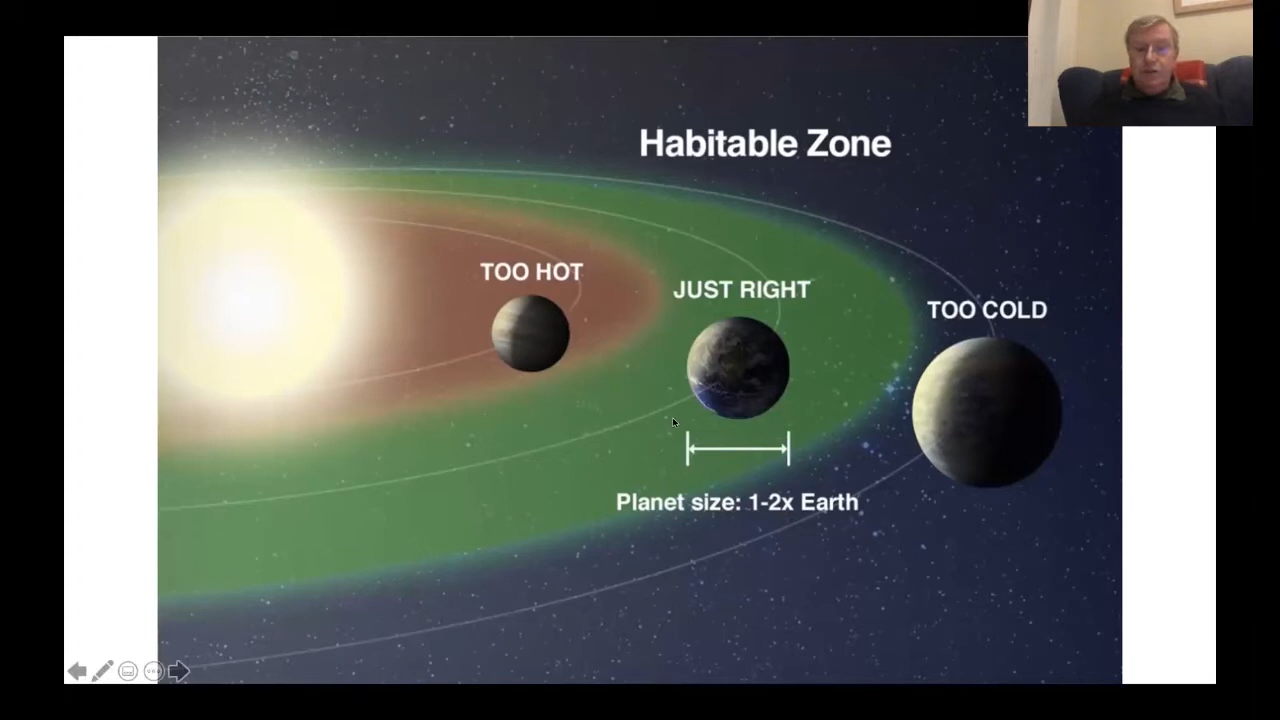 Habitable Zone
TOO HOT
JUST RIGHT
TOO COLD
Planet size: 1-2x Earth